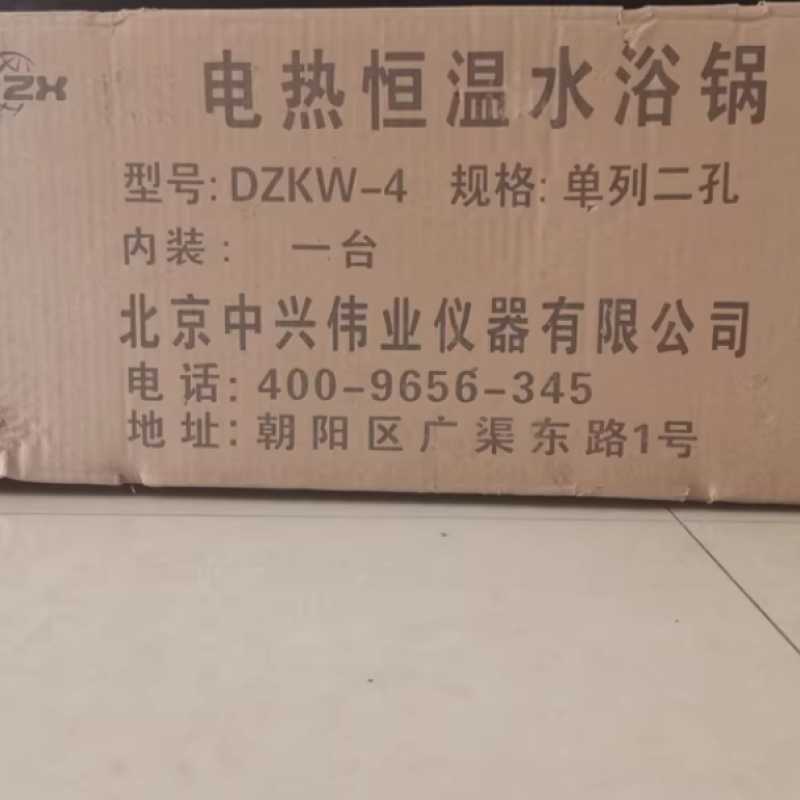 ZX
电热恒温水浴锅
型号:DZKW-4 规格:单列二孔
内装: 一台
北京中兴伟业仪器有限公司
电话:400-9656-345
地址:朝阳区广渠东路1号